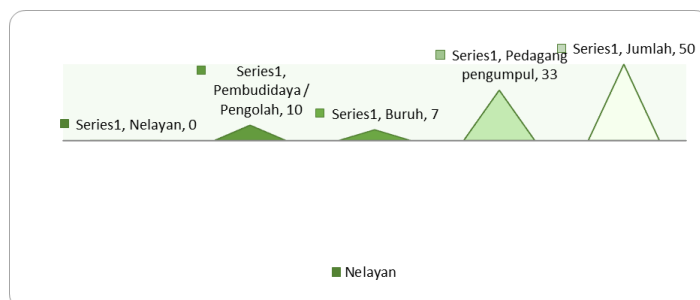 Series1, Nelayan, 0
Series1,
Pembudidaya /
Pengolah, 10
Series1, Buruh, 7
Series1, Pedagang
pengumpul, 33
Series1, Jumlah, 50
Nelayan